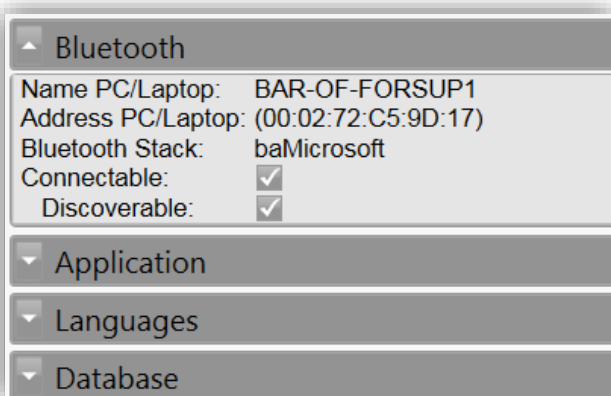 Bluetooth
Name PC/Laptop: BAR-OF-FORSUP1
Address PC/Laptop: (00:02:72:C5:9D:17)
Bluetooth Stack: baMicrosoft
Connectable:
Discoverable:
Application
Languages
Database